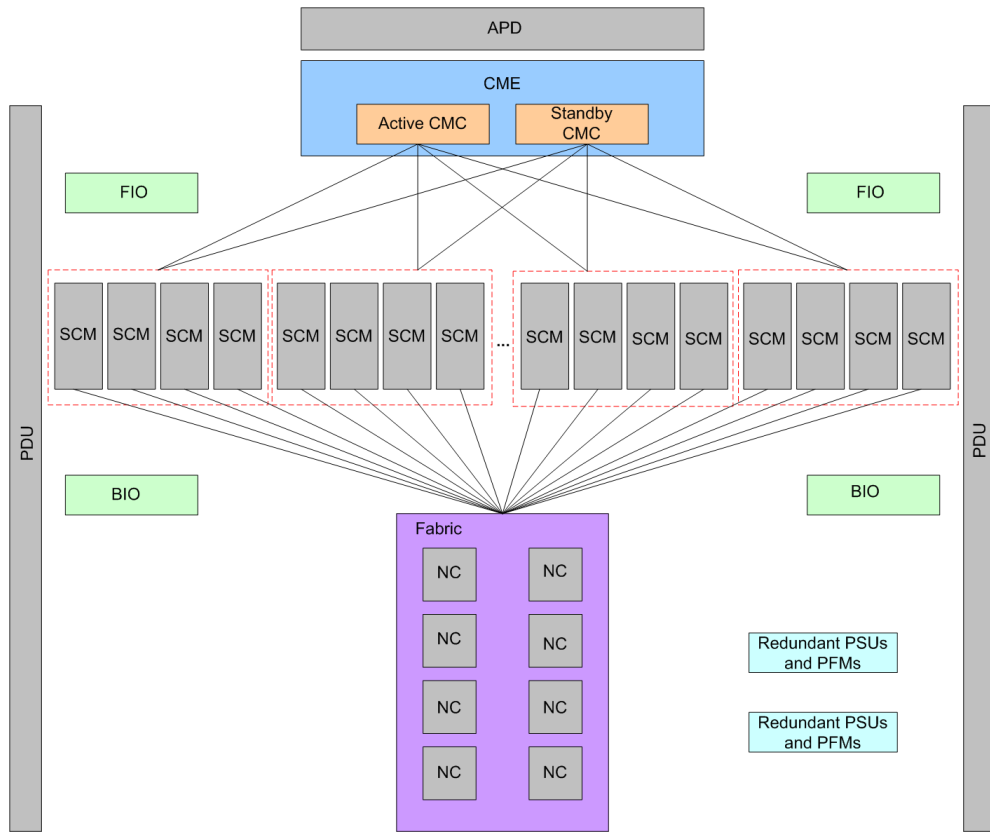 APD
CME
Active CMC
Standby
CMC
FIO
FIO
SCM
SCM
SCM
SCM
SCM
SCM
SCM
SCM
...
SCM
SCM
SCM
SCM
SCM
SCM
SCM
SCM
PDU
PDU
BIO
BIO
Fabric
NC
NC
NC
NC
NC
NC
NC
NC
Redundant PSUs
and PFMs
Redundant PSUs
and PFMs